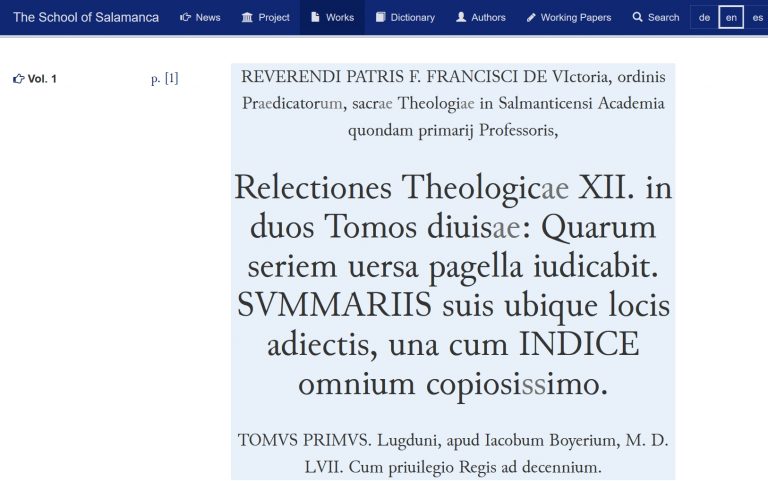 The School of Salamanca News Project Works Dictionary Authors Working Papers Search de en es
Vol. 1 p. [1]
REVERENDI PATRIS F. FRANCISCI DE VIctoria, ordinis
Praedicatorum, sacrae Theologiae in Salmanticensi Academia
quondam primarij Professoris,
Relectiones Theologicae XII. in
duos Tomos diuisae: Quarum
seriem uersa pagella iudicabit.
SVMMARIIS suis ubique locis
adiectis, una cum INDICE
omnium copiosissimo.
TOMVS PRIMVS. Lugduni, apud Iacobum Boyerium, M. D.
LVII. Cum priuilegio Regis ad decennium.